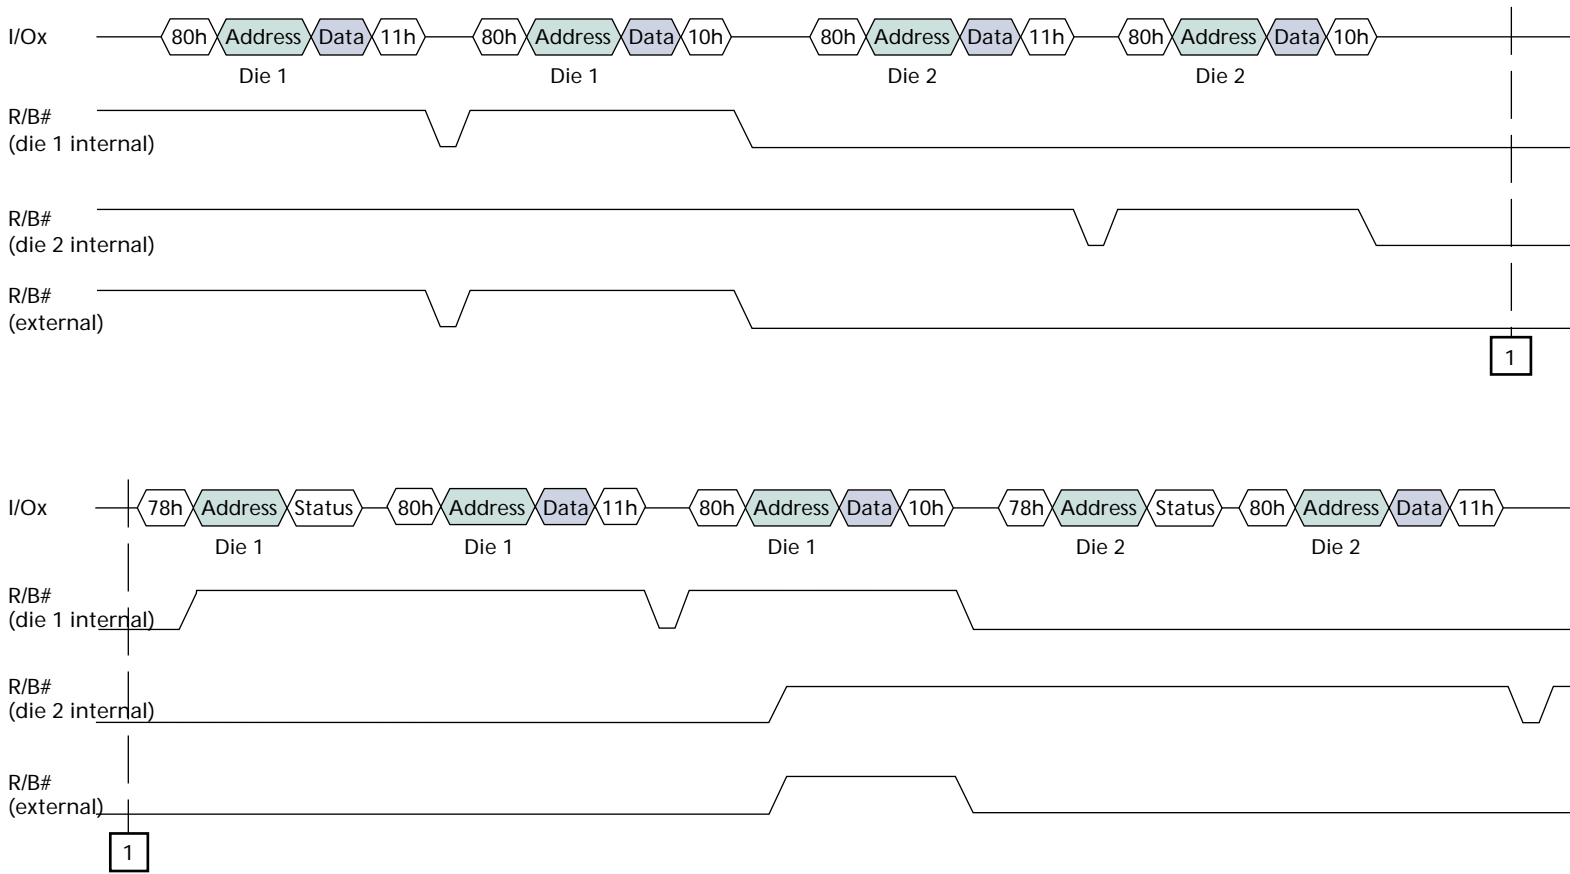 I/Ox 80h Address Data 11h 80h Address Data 10h 80h Address Data 11h 80h Address Data 10h
Die 1 Die 1 Die 2 Die 2
R/B#
(die 1 internal)
R/B#
(die 2 internal)
R/B#
(external)
1
I/Ox 78h Address Status 80h Address Data 11h 80h Address Data 10h 78h Address Status 80h Address Data 11h
Die 1 Die 1 Die 1 Die 2 Die 2
R/B#
(die 1 internal)
R/B#
(die 2 internal)
R/B#
(external)
1